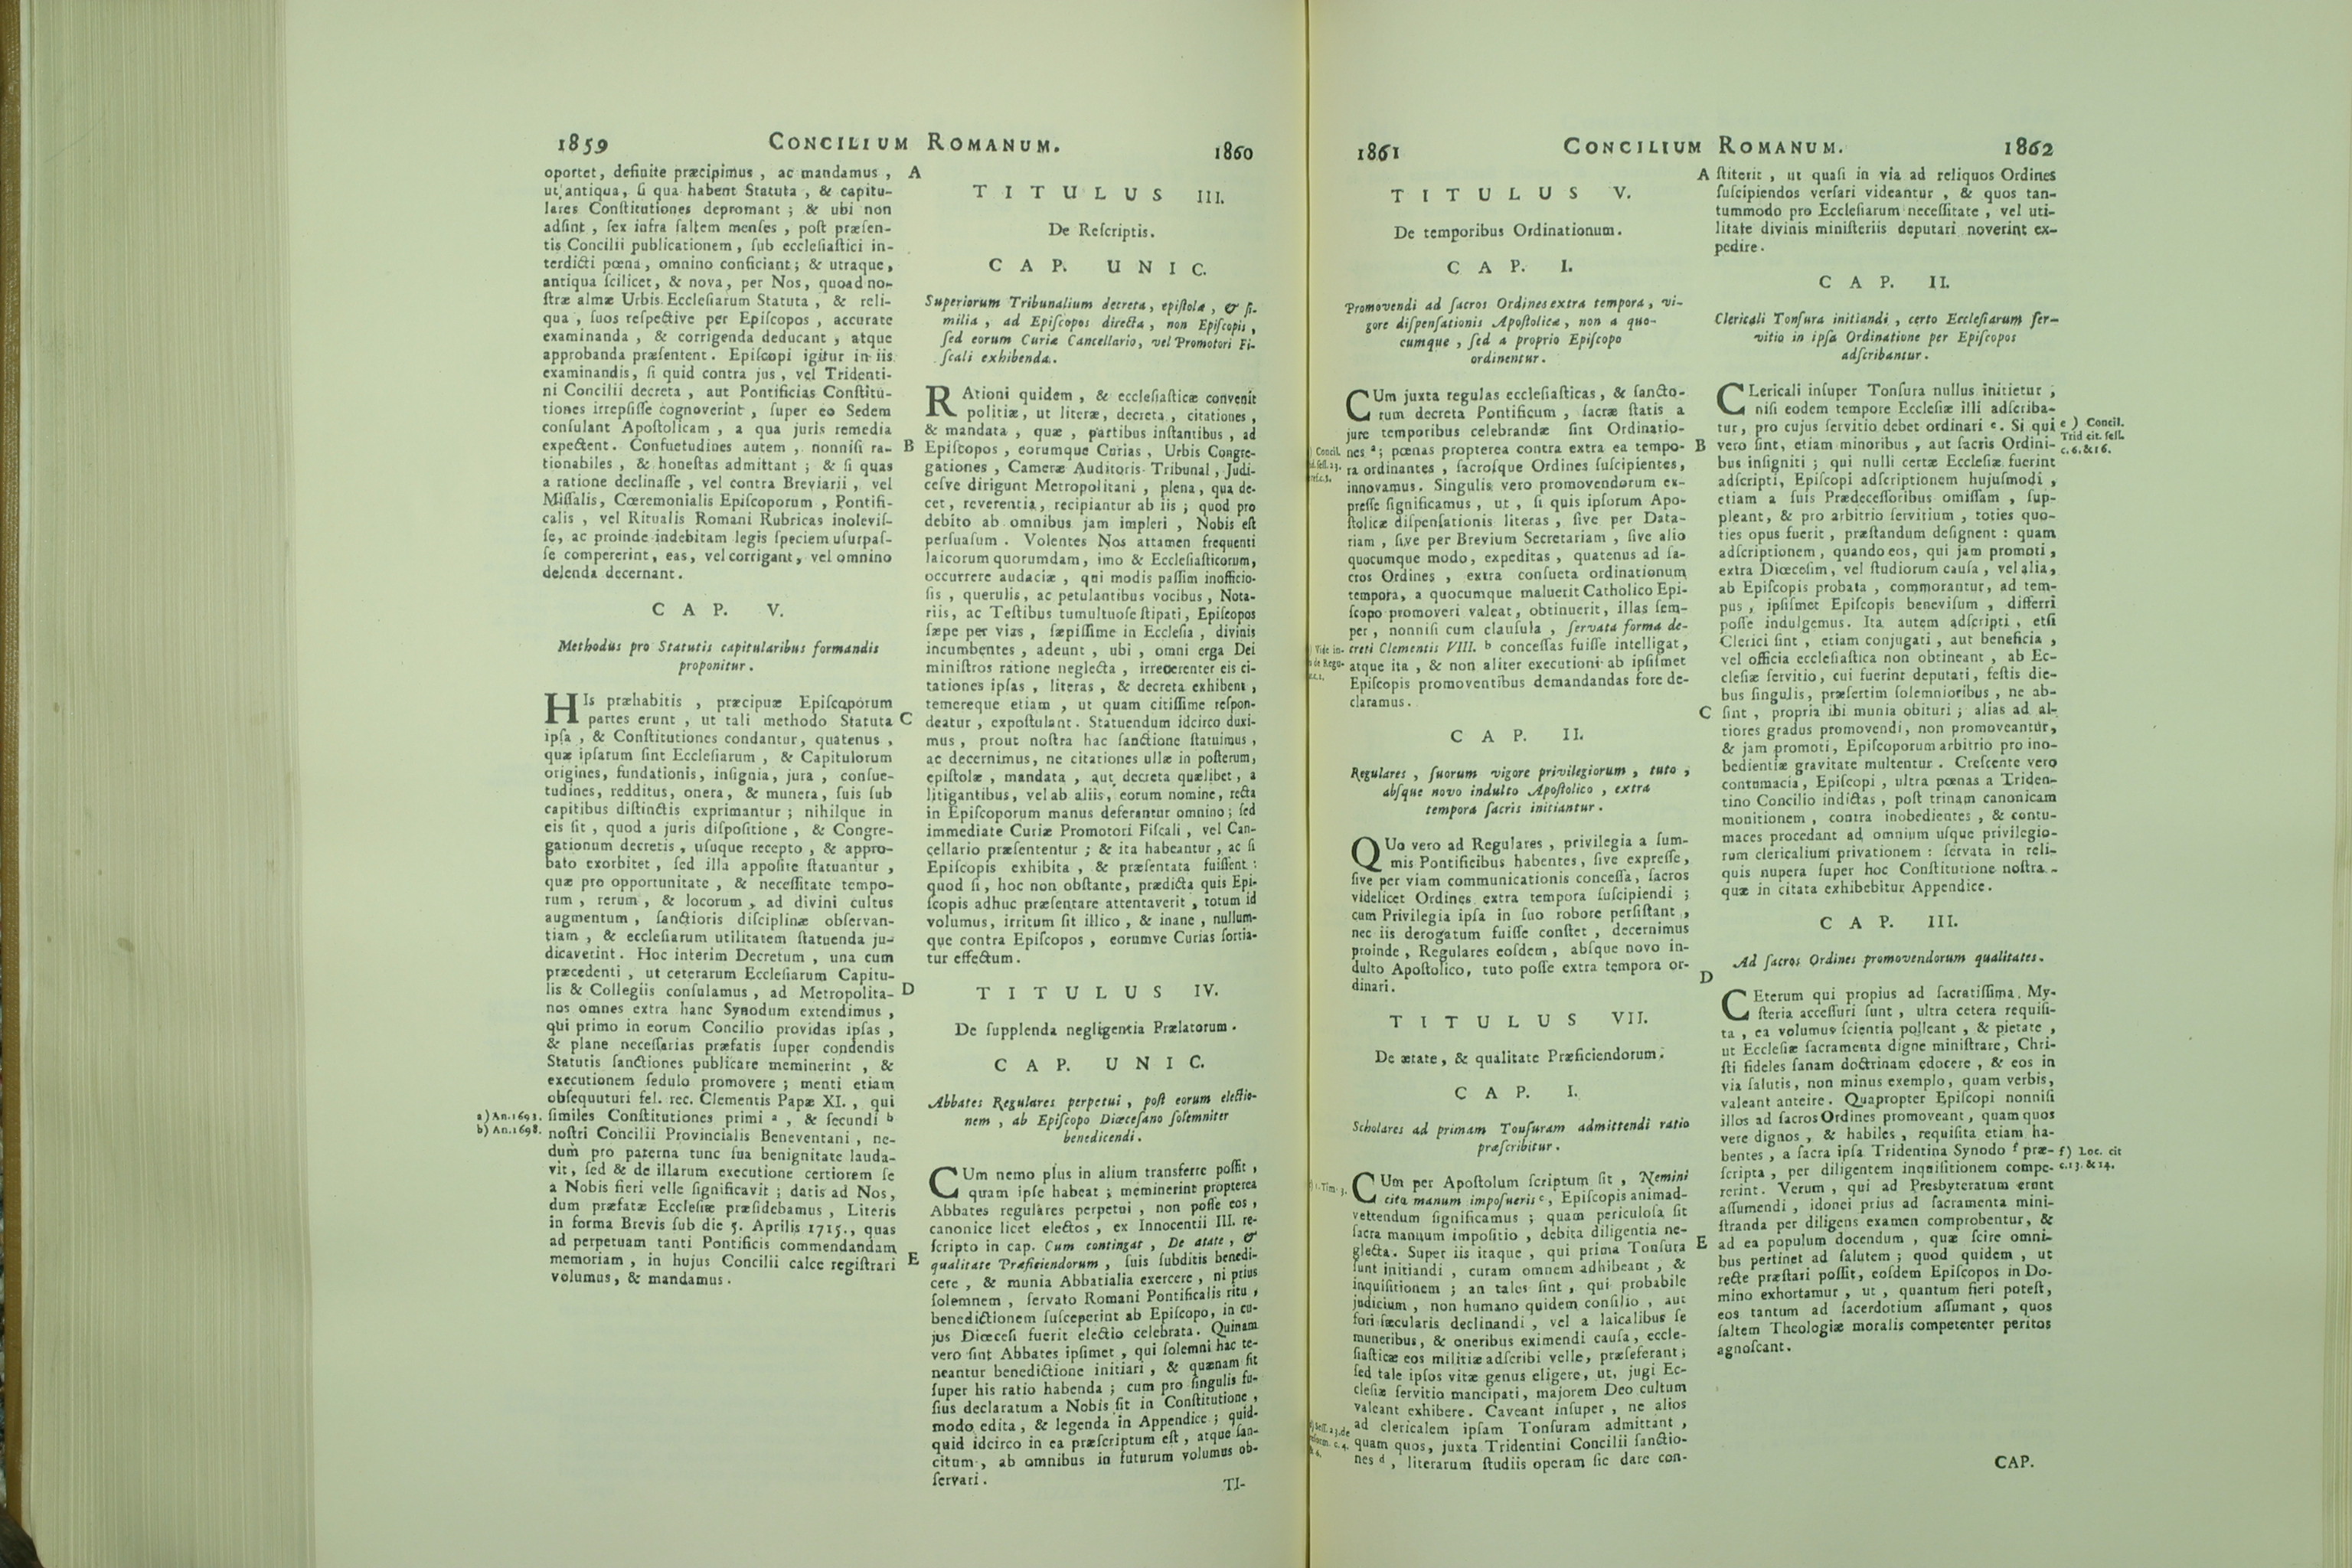 1859
CONCILIUM ROMANUM.
1860
oportet, definite præcipimus, ac mandamus,
ut antiqua, ſi qua habent Statuta, & capitu-
lares Conſtitutiones depromant; & ubi non
adſint, ſex infra ſaltem menſes, poſt præſen-
tis Concilii publicationem, ſub eccleſiaſtici in-
terdicti pœna, omnino conficiant; & utraque,
antiqua ſcilicet, & nova, per Nos, quoad no-
ſtræ almæ Urbis Eccleſiarum Statuta, & reli-
qua, ſuos reſpective per Epiſcopos, accurate
examinanda, & corrigenda deducant, atque
approbanda præſentent. Epiſcopi igitur in iis
examinandis, ſi quid contra jus, vel Tridenti-
ni Concilii decreta, aut Pontificias Conſtitu-
tiones irrepſiſſe cognoverint, ſuper eo Sedem
conſulant Apoſtolicam, a qua juris remedia
expectent. Conſuetudines autem, nonniſi ra-
tionabiles, & honeſtas admittant; & ſi quas
a ratione declinaſſe, vel contra Breviarii, vel
Miſſalis, Cœremonialis Epiſcoporum, Pontifi-
calis, vel Ritualis Romani Rubricas inoleviſ-
ſe, ac proinde indebitam legis ſpeciem uſurpaſ-
ſe compererint, eas, vel corrigant, vel omnino
delenda decernant.
CAP. V.
Methodus pro Statutis capitularibus formandis
proponitur.
HIs præhabitis, præcipuæ Epiſcoporum
partes erunt, ut tali methodo Statuta
ipſa, & Conſtitutiones condantur, quatenus,
quæ ipſarum ſint Eccleſiarum, & Capitulorum
origines, fundationis, inſignia, jura, conſue-
tudines, redditus, onera, & munera, ſuis ſub
capitibus diſtinctis exprimantur; nihilque in
eis ſit, quod a juris diſpoſitione, & Congre-
gationum decretis, uſuque recepto, & appro-
bato exorbitet, ſed illa appoſite ſtatuantur,
quæ pro opportunitate, & neceſſitate tempo-
rum, rerum, & locorum, ad divini cultus
augmentum, ſanctioris diſciplinæ obſervan-
tiam, & eccleſiarum utilitatem ſtatuenda ju-
dicaverint. Hoc interim Decretum, una cum
præcedenti, ut ceterarum Eccleſiarum Capitu-
lis & Collegiis conſulamus, ad Metropolita-
nos omnes extra hanc Synodum extendimus,
qui primo in eorum Concilio providas ipſas,
& plane neceſſarias præfatis ſuper condendis
Statutis ſanctiones publicare meminerint, &
executionem ſedulo promovere; menti etiam
obſequuturi fel. rec. Clementis Papæ XI., qui
ſimiles Conſtitutiones primi a, & ſecundi b
noſtri Concilii Provincialis Beneventani, ne-
dum pro paterna tunc ſua benignitate lauda-
vit, ſed & de illarum executione certiorem ſe
a Nobis fieri velle ſignificavit; datis ad Nos,
dum præfatæ Eccleſiæ præſidebamus, Literis
in forma Brevis ſub die 5. Aprilis 1715., quas
ad perpetuam tanti Pontificis commendandam
memoriam, in hujus Concilii calce regiſtrari
volumus, & mandamus.
a) An.1693.
b) An.1698.
A
B
C
D
E
TITULUS III.
De Reſcriptis.
CAP. UNIC.
Superiorum Tribunalium decreta, epiſtolæ, & ſi-
milia, ad Epiſcopos directa, non Epiſcopis,
ſed eorum Curiæ Cancellario, vel Promotori Fi-
ſcali exhibenda.
RAtioni quidem, & eccleſiaſticæ convenit
politiæ, ut literæ, decreta, citationes,
& mandata, quæ, partibus inſtantibus, ad
Epiſcopos, eorumque Curias, Urbis Congre-
gationes, Cameræ Auditoris Tribunal, Judi-
ceſve dirigunt Metropolitani, plena, qua de-
cet, reverentia, recipiantur ab iis; quod pro
debito ab omnibus jam impleri, Nobis eſt
perſuaſum. Volentes Nos attamen frequenti
laicorum quorumdam, imo & Eccleſiaſticorum,
occurrere audaciæ, qui modis paſſim inofficio-
ſis, querulis, ac petulantibus vocibus, Nota-
riis, ac Teſtibus tumultuoſe ſtipati, Epiſcopos
ſæpe per vias, ſæpiſſime in Eccleſia, divinis
incumbentes, adeunt, ubi, omni erga Dei
miniſtros ratione neglecta, irreverenter eis ci-
tationes ipſas, literas, & decreta exhibent,
temereque etiam, ut quam citiſſime reſpon-
deatur, expoſtulant. Statuendum idcirco duxi-
mus, prout noſtra hac ſanctione ſtatuimus,
ac decernimus, ne citationes ullæ in poſterum,
epiſtolæ, mandata, aut decreta quælibet, a
litigantibus, vel ab aliis, eorum nomine, recta
in Epiſcoporum manus deferantur omnino; ſed
immediate Curiæ Promotori Fiſcali, vel Can-
cellario præſententur; & ita habeantur, ac ſi
Epiſcopis exhibita, & præſentata fuiſſent:
quod ſi, hoc non obſtante, prædicta quis Epi-
ſcopis adhuc præſentare attentaverit, totum id
volumus, irritum ſit illico, & inane, nullum-
que contra Epiſcopos, eorumve Curias ſortia-
tur effectum.
TITULUS IV.
De ſupplenda negligentia Prælatorum.
CAP. UNIC.
Abbates Regulares perpetui, poſt eorum electio-
nem, ab Epiſcopo Diœceſano ſolemniter
benedicendi.
CUm nemo plus in alium transferre poſſit,
quam ipſe habeat; meminerint propterea
Abbates regulares perpetui, non poſſe eos,
canonice licet electos, ex Innocentii III. re-
ſcripto in cap. Cum contingat, De ætate, &
qualitate Præficiendorum, ſuis ſubditis benedi-
cere, & munia Abbatialia exercere, ni prius
ſolemnem, ſervato Romani Pontificalis ritu,
benedictionem ſuſceperint ab Epiſcopo, in cu-
jus Diœceſi fuerit electio celebrata. Quinam
vero ſint Abbates ipſimet, qui ſolemni hac te-
neantur benedictione initiari, & quænam ſit
ſuper his ratio habenda; cum pro ſingulis fu-
ſius declaratum a Nobis ſit in Conſtitutione,
modo edita, & legenda in Appendice; quid-
quid idcirco in ea præſcriptum eſt, atque ſan-
citum, ab omnibus in futurum volumus ob-
ſervari.
TI-
1861
CONCILIUM ROMANUM.
1862
TITULUS V.
De temporibus Ordinationum.
CAP. I.
Promovendi ad ſacros Ordines extra tempora, vi-
gore diſpenſationis Apoſtolicæ, non a quo-
cumque, ſed a proprio Epiſcopo
ordinentur.
CUm juxta regulas eccleſiaſticas, & ſancto-
rum decreta Pontificum, ſacræ ſtatis a
jure temporibus celebrandæ ſint Ordinatio-
nes a; pœnas propterea contra extra ea tempo-
ra ordinantes, ſacroſque Ordines ſuſcipientes,
innovamus. Singulis vero promovendorum ex-
preſſe ſignificamus, ut, ſi quis ipſorum Apo-
ſtolicæ diſpenſationis literas, ſive per Data-
riam, ſive per Brevium Secretariam, ſive alio
quocumque modo, expeditas, quatenus ad ſa-
cros Ordines, extra conſueta ordinationum
tempora, a quocumque maluerit Catholico Epi-
ſcopo promoveri valeat, obtinuerit, illas ſem-
per, nonniſi cum clauſula, ſervata forma de-
creti Clementis VIII. b conceſſas fuiſſe intelligat,
atque ita, & non aliter executioni ab ipſiſmet
Epiſcopis promoventibus demandandas fore de-
claramus.
CAP. II.
Regulares, ſuorum vigore privilegiorum, tuto,
abſque novo indulto Apoſtolico, extra
tempora ſacris initiantur.
QUo vero ad Regulares, privilegia a ſum-
mis Pontificibus habentes, ſive expreſſe,
ſive per viam communicationis conceſſa, ſacros
videlicet Ordines extra tempora ſuſcipiendi;
cum Privilegia ipſa in ſuo robore perſiſtant,
nec iis derogatum fuiſſe conſtet, decernimus
proinde, Regulares eoſdem, abſque novo in-
dulto Apoſtolico, tuto poſſe extra tempora or-
dinari.
TITULUS VII.
De ætate, & qualitate Præficiendorum.
CAP. I.
Scholares ad primam Tonſuram admittendi ratio
præſcribitur.
CUm per Apoſtolum ſcriptum ſit, Nemini
cito manum impoſueris c, Epiſcopis animad-
vertendum ſignificamus; quam periculoſa ſit
ſacra manuum impoſitio, debita diligentia ne-
glecta. Super iis itaque, qui prima Tonſura
ſunt initiandi, curam omnem adhibeant, &
inquiſitionem; an tales ſint, qui probabile
judicium, non humano quidem conſilio, aut
fori ſæcularis declinandi, vel a laicalibus ſe
muneribus, & oneribus eximendi cauſa, eccle-
ſiaſticæ eos militiæ adſcribi velle, præſeferant;
ſed tale ipſos vitæ genus eligere, ut, jugi Ec-
cleſiæ ſervitio mancipati, majorem Deo cultum
valeant exhibere. Caveant inſuper, ne alios
ad clericalem ipſam Tonſuram admittant,
quam quos, juxta Tridentini Concilii ſanctio-
nes d, literarum ſtudiis operam ſic dare con-
Concil.
ſeſſ. 23.
Vide in-
de Regu-
c.1.
1. Tim.
Seſſ. 23. de
c. 4.
A
B
C
D
E
ſtiterit, ut quaſi in via ad reliquos Ordines
ſuſcipiendos verſari videantur, & quos tan-
tummodo pro Eccleſiarum neceſſitate, vel uti-
litate divinis miniſteriis deputari noverint ex-
pedire.
CAP. II.
Clericali Tonſura initiandi, certo Eccleſiarum ſer-
vitio in ipſa Ordinatione per Epiſcopos
adſcribantur.
CLericali inſuper Tonſura nullus initietur,
niſi eodem tempore Eccleſiæ illi adſcriba-
tur, pro cujus ſervitio debet ordinari e. Si qui
vero ſint, etiam minoribus, aut ſacris Ordini-
bus inſigniti; qui nulli certæ Eccleſiæ fuerint
adſcripti, Epiſcopi adſcriptionem hujuſmodi,
etiam a ſuis Prædeceſſoribus omiſſam, ſup-
pleant, & pro arbitrio ſervitium, toties quo-
ties opus fuerit, præſtandum deſignent: quam
adſcriptionem, quando eos, qui jam promoti,
extra Diœceſim, vel ſtudiorum cauſa, vel alia,
ab Epiſcopis probata, commorantur, ad tem-
pus, ipſiſmet Epiſcopis beneviſum, differri
poſſe indulgemus. Ita autem adſcripti, etſi
Clerici ſint, etiam conjugati, aut beneficia,
vel officia eccleſiaſtica non obtineant, ab Ec-
cleſiæ ſervitio, cui fuerint deputati, feſtis die-
bus ſingulis, præſertim ſolemnioribus, ne ab-
ſint, propria ibi munia obituri; alias ad al-
tiores gradus promovendi, non promoveantur,
& jam promoti, Epiſcoporum arbitrio pro ino-
bedientiæ gravitate multentur. Creſcente vero
contumacia, Epiſcopi, ultra pœnas a Triden-
tino Concilio indictas, poſt trinam canonicam
monitionem, contra inobedientes, & contu-
maces procedant ad omnium uſque privilegio-
rum clericalium privationem: ſervata in reli-
quis nupera ſuper hoc Conſtitutione noſtra
quæ in citata exhibebitur Appendice.
CAP. III.
Ad ſacros Ordines promovendorum qualitates.
CEterum qui propius ad ſacratiſſima My-
ſteria acceſſuri ſunt, ultra cetera requiſi-
ta, ea volumus ſcientia polleant, & pietate,
ut Eccleſiæ ſacramenta digne miniſtrare, Chri-
ſti fideles ſanam doctrinam edocere, & eos in
via ſalutis, non minus exemplo, quam verbis,
valeant anteire. Quapropter Epiſcopi nonniſi
illos ad ſacros Ordines promoveant, quam quos
vere dignos, & habiles, requiſita etiam ha-
bentes, a ſacra ipſa Tridentina Synodo f præ-
ſcripta, per diligentem inquiſitionem compe-
rerint. Verum, qui ad Presbyteratum erunt
aſſumendi, idonei prius ad ſacramenta mini-
ſtranda per diligens examen comprobentur, &
ad ea populum docendum, quæ ſcire omni-
bus pertinet ad ſalutem; quod quidem, ut
recte præſtari poſſit, eoſdem Epiſcopos in Do-
mino exhortamur, ut, quantum fieri poteſt,
eos tantum ad ſacerdotium aſſumant, quos
ſaltem Theologiæ moralis competenter peritos
agnoſcant.
e) Concil.
Trid cit. ſeſſ.
c. 6. & 16.
f) Loc. cit
c. 13. & 14.
CAP.